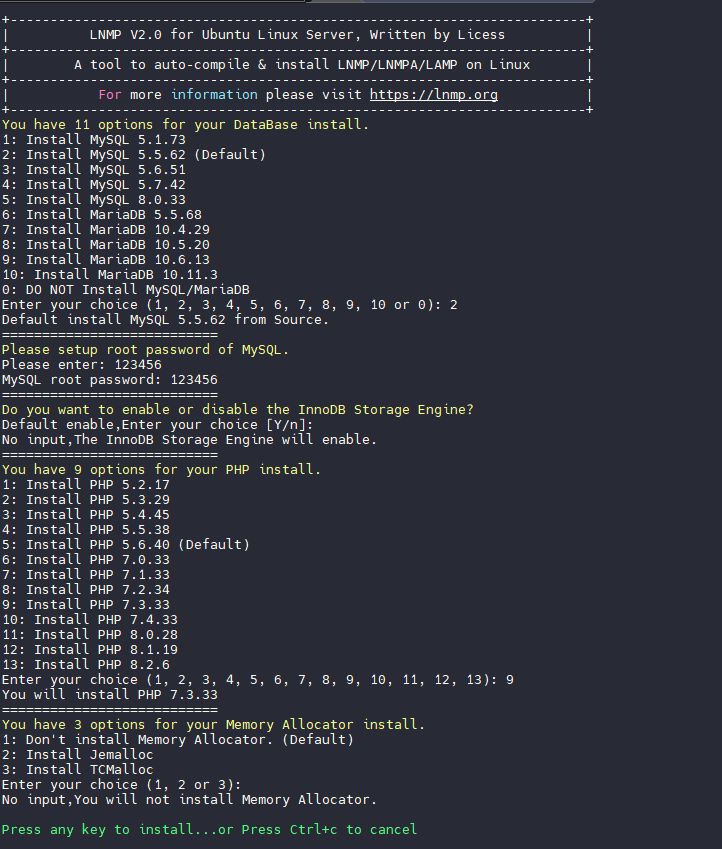 +------------------------------------------------------------------------+
|          LNMP V2.0 for Ubuntu Linux Server, Written by Licess          |
+------------------------------------------------------------------------+
|        A tool to auto-compile & install LNMP/LNMPA/LAMP on Linux       |
+------------------------------------------------------------------------+
|           For more information please visit https://lnmp.org           |
+------------------------------------------------------------------------+
You have 11 options for your DataBase install.
1: Install MySQL 5.1.73
2: Install MySQL 5.5.62 (Default)
3: Install MySQL 5.6.51
4: Install MySQL 5.7.42
5: Install MySQL 8.0.33
6: Install MariaDB 5.5.68
7: Install MariaDB 10.4.29
8: Install MariaDB 10.5.20
9: Install MariaDB 10.6.13
10: Install MariaDB 10.11.3
0: DO NOT Install MySQL/MariaDB
Enter your choice (1, 2, 3, 4, 5, 6, 7, 8, 9, 10 or 0): 2
Default install MySQL 5.5.62 from Source.
===========================
Please setup root password of MySQL.
Please enter: 123456
MySQL root password: 123456
===========================
Do you want to enable or disable the InnoDB Storage Engine?
Default enable,Enter your choice [Y/n]:
No input,The InnoDB Storage Engine will enable.
===========================
You have 9 options for your PHP install.
1: Install PHP 5.2.17
2: Install PHP 5.3.29
3: Install PHP 5.4.45
4: Install PHP 5.5.38
5: Install PHP 5.6.40 (Default)
6: Install PHP 7.0.33
7: Install PHP 7.1.33
8: Install PHP 7.2.34
9: Install PHP 7.3.33
10: Install PHP 7.4.33
11: Install PHP 8.0.28
12: Install PHP 8.1.19
13: Install PHP 8.2.6
Enter your choice (1, 2, 3, 4, 5, 6, 7, 8, 9, 10, 11, 12, 13): 9
You will install PHP 7.3.33
===========================
You have 3 options for your Memory Allocator install.
1: Don't install Memory Allocator. (Default)
2: Install Jemalloc
3: Install TCMalloc
Enter your choice (1, 2 or 3):
No input,You will not install Memory Allocator.

Press any key to install...or Press Ctrl+c to cancel